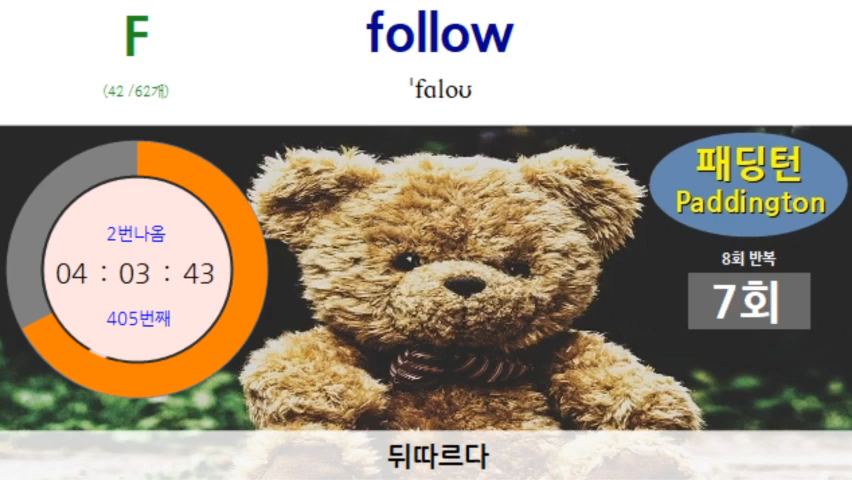 F
follow
(42 /62개)
ˈfɑloʊ
패딩턴
Paddington
2번나옴
04 : 03 : 43
405번째
8회 반복
7회
뒤따르다